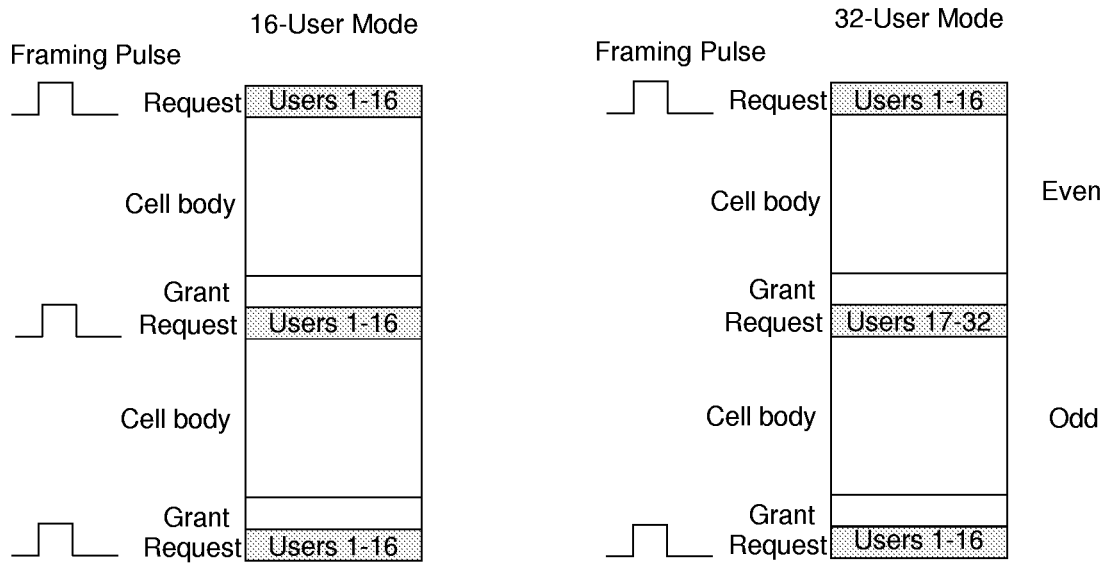 16-User Mode
Framing Pulse
Request
Users 1-16
Cell body
Grant
Request
Users 1-16
Cell body
Grant
Request
Users 1-16
32-User Mode
Framing Pulse
Request
Users 1-16
Cell body
Even
Grant
Request
Users 17-32
Cell body
Odd
Grant
Request
Users 1-16